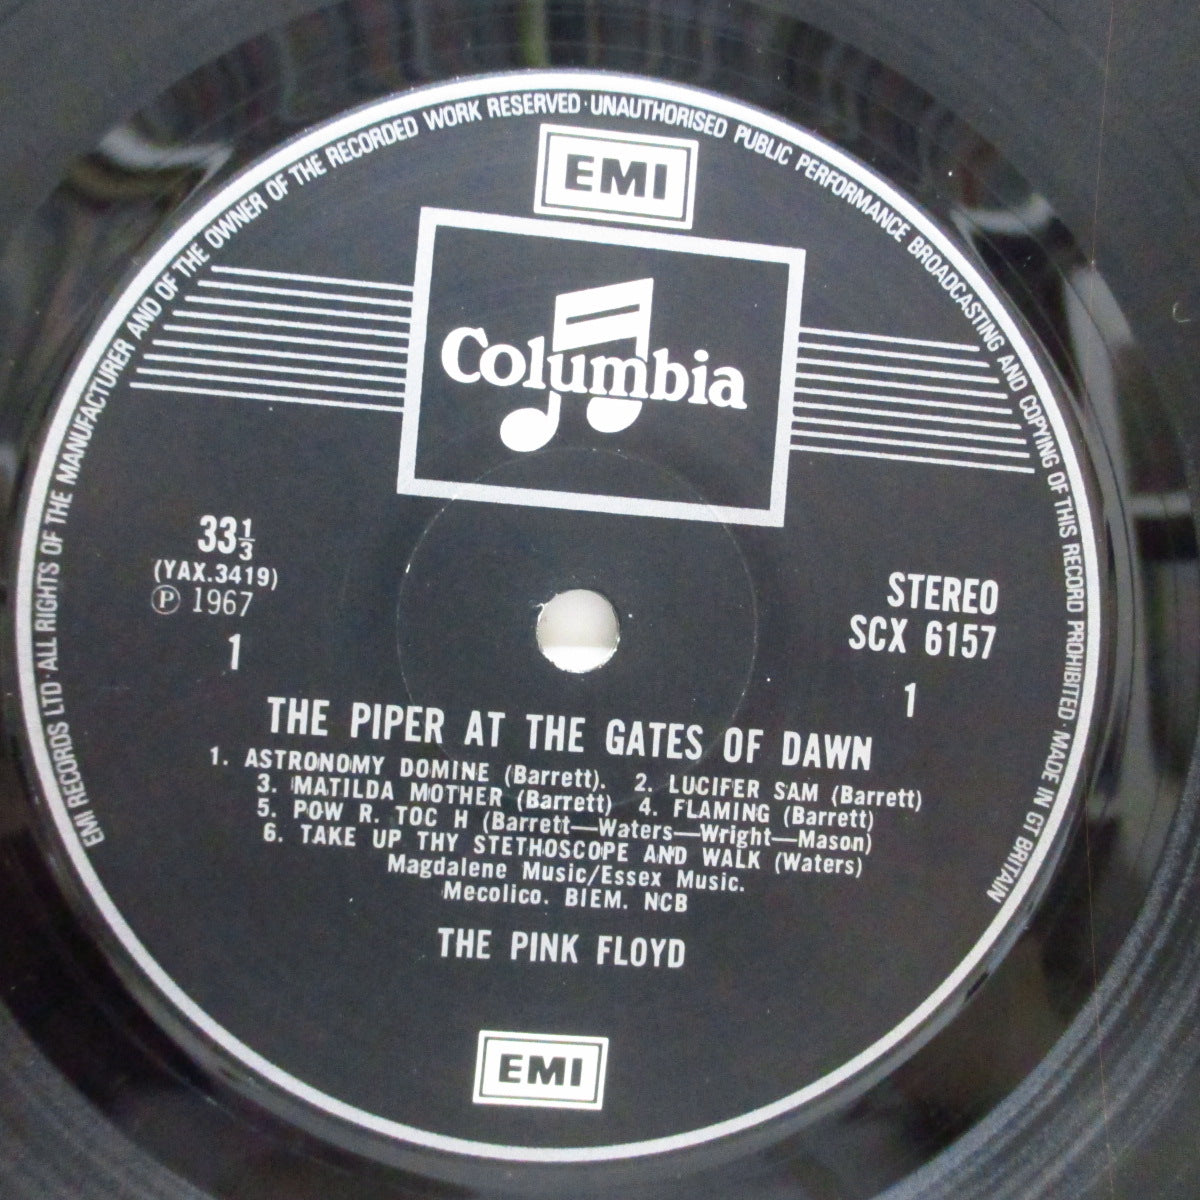 EMI RECORDS LTD · ALL RIGHTS OF THE MANUFACTURER AND OF THE OWNER OF THE RECORDED WORK RESERVED · UNAUTHORISED PUBLIC PERFORMANCE BROADCASTING AND COPYING OF THIS RECORD PROHIBITED · MADE IN GT BRITAIN
EMI
Columbia
33⅓
(YAX.3419)
Ⓟ 1967
1
STEREO
SCX 6157
1
THE PIPER AT THE GATES OF DAWN
1. ASTRONOMY DOMINE (Barrett). 2. LUCIFER SAM (Barrett)
3. MATILDA MOTHER (Barrett) 4. FLAMING (Barrett)
5. POW R. TOC H (Barrett—Waters—Wright—Mason)
6. TAKE UP THY STETHOSCOPE AND WALK (Waters)
Magdalene Music/Essex Music.
Mecolico. BIEM. NCB
THE PINK FLOYD
EMI